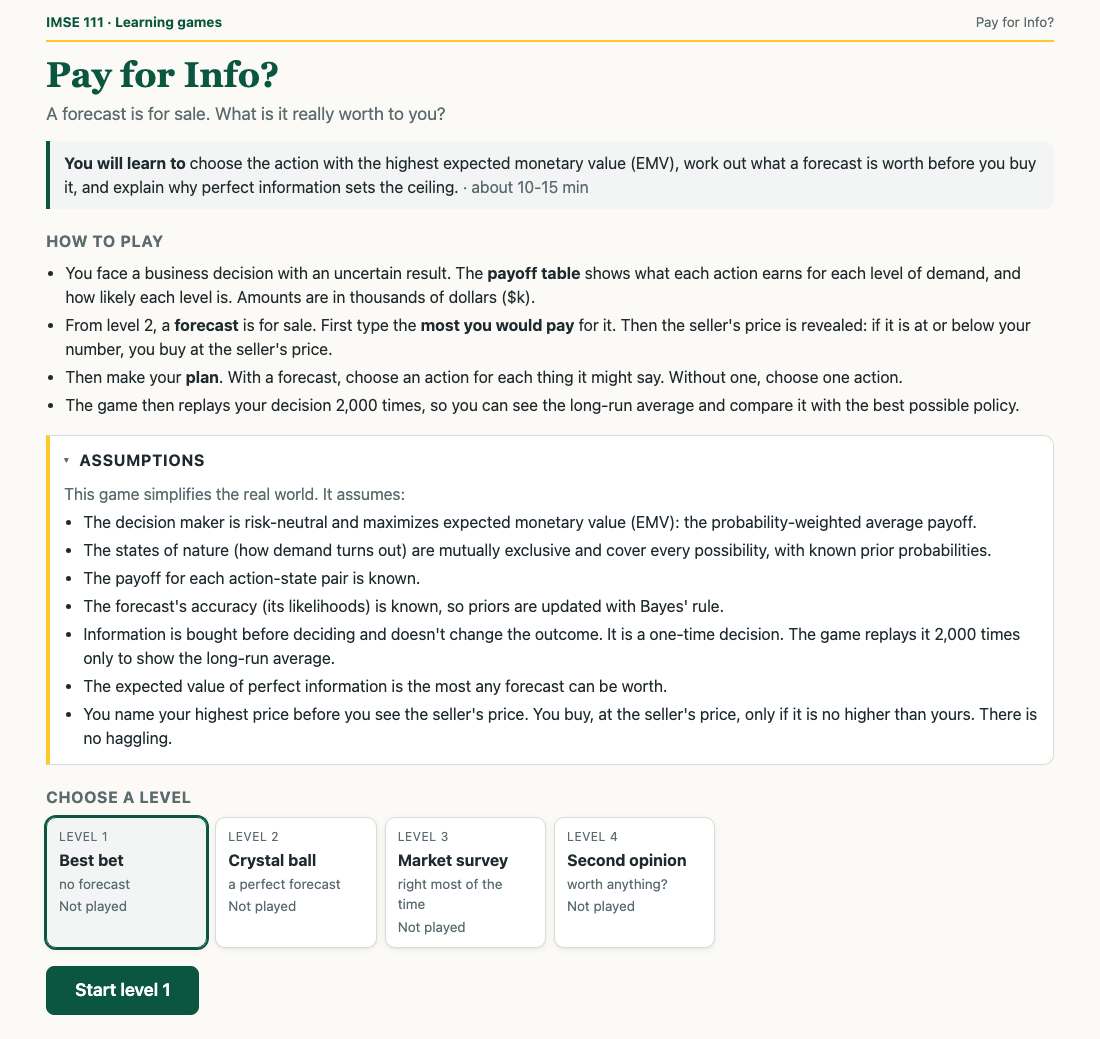 IMSE 111 · Learning games
Pay for Info?
Pay for Info?
A forecast is for sale. What is it really worth to you?
You will learn to choose the action with the highest expected monetary value (EMV), work out what a forecast is worth before you buy
it, and explain why perfect information sets the ceiling. · about 10-15 min
HOW TO PLAY
• You face a business decision with an uncertain result. The payoff table shows what each action earns for each level of demand, and
how likely each level is. Amounts are in thousands of dollars ($k).
• From level 2, a forecast is for sale. First type the most you would pay for it. Then the seller's price is revealed: if it is at or below your
number, you buy at the seller's price.
• Then make your plan. With a forecast, choose an action for each thing it might say. Without one, choose one action.
• The game then replays your decision 2,000 times, so you can see the long-run average and compare it with the best possible policy.
▾ ASSUMPTIONS
This game simplifies the real world. It assumes:
• The decision maker is risk-neutral and maximizes expected monetary value (EMV): the probability-weighted average payoff.
• The states of nature (how demand turns out) are mutually exclusive and cover every possibility, with known prior probabilities.
• The payoff for each action-state pair is known.
• The forecast's accuracy (its likelihoods) is known, so priors are updated with Bayes' rule.
• Information is bought before deciding and doesn't change the outcome. It is a one-time decision. The game replays it 2,000 times
only to show the long-run average.
• The expected value of perfect information is the most any forecast can be worth.
• You name your highest price before you see the seller's price. You buy, at the seller's price, only if it is no higher than yours. There is
no haggling.
CHOOSE A LEVEL
LEVEL 1
Best bet
no forecast
Not played
LEVEL 2
Crystal ball
a perfect forecast
Not played
LEVEL 3
Market survey
right most of the
time
Not played
LEVEL 4
Second opinion
worth anything?
Not played
Start level 1